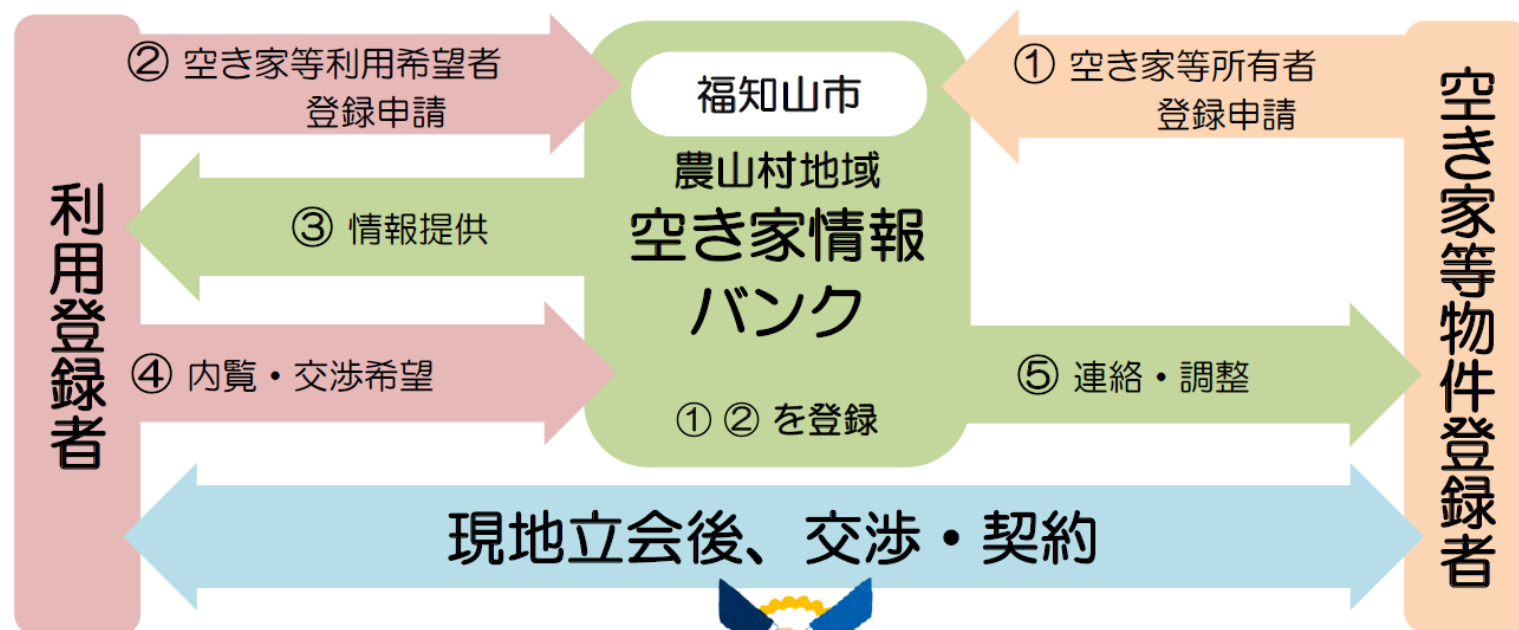 利用登録者
② 空き家等利用希望者
登録申請
③ 情報提供
④ 内覧・交渉希望
福知山市
農山村地域
空き家情報
バンク
① ② を登録
① 空き家等所有者
登録申請
⑤ 連絡・調整
空き家等物件登録者
現地立会後、交渉・契約